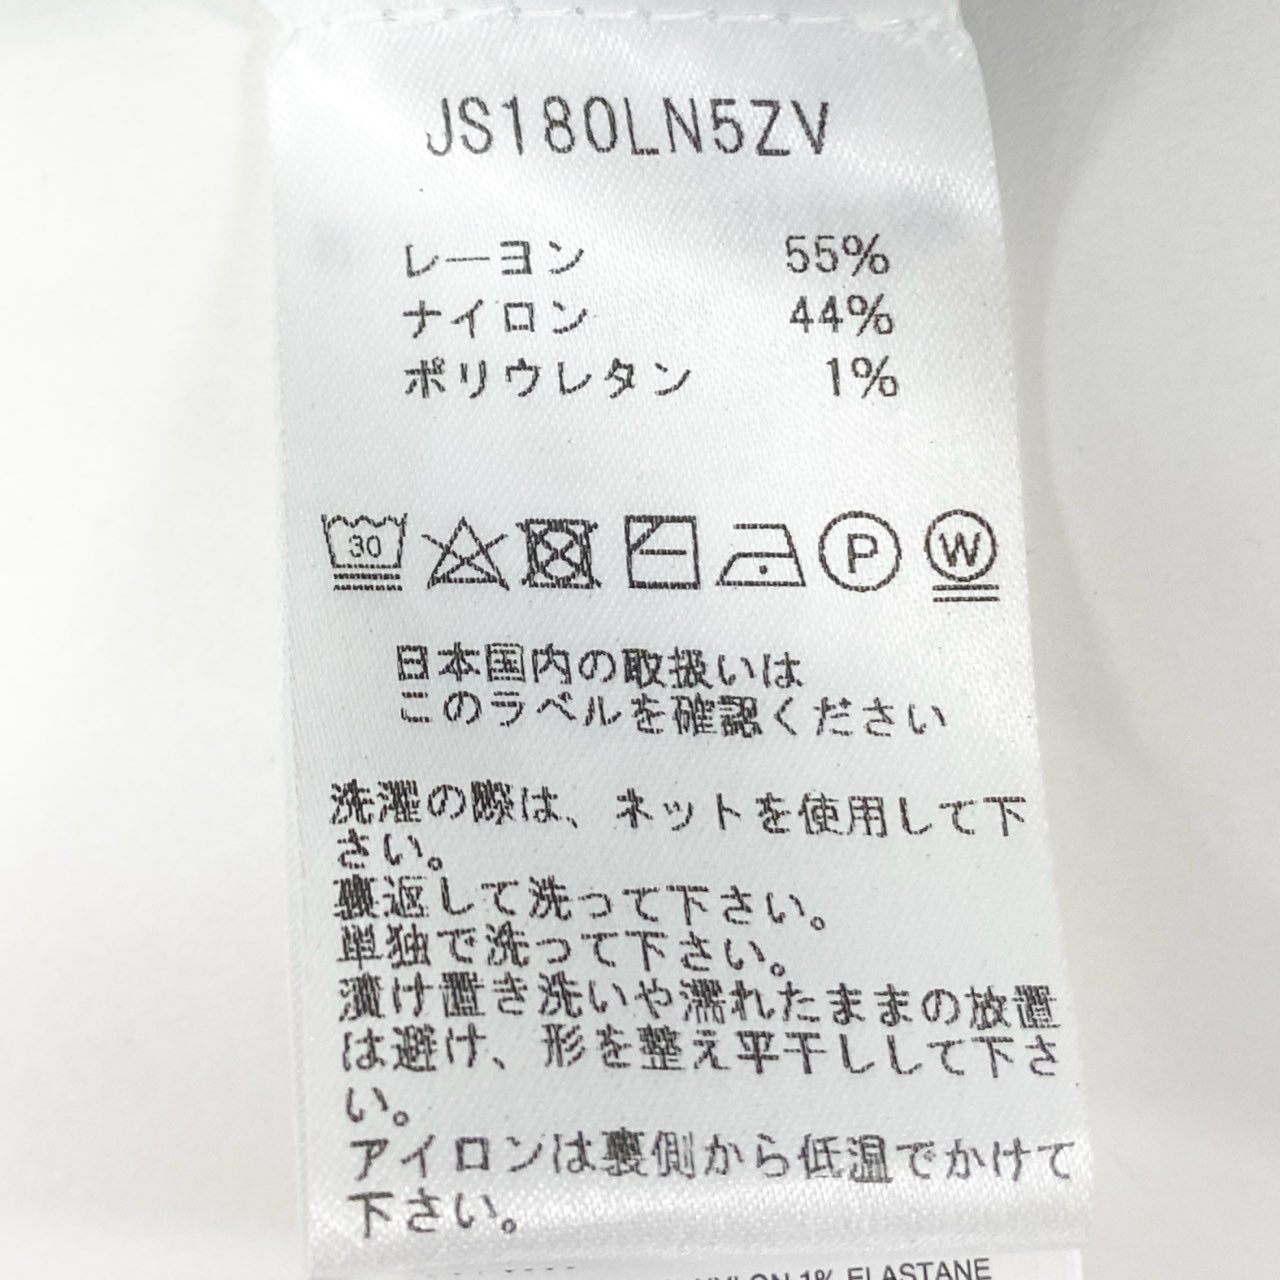 JS180LN5ZV
レーヨン 55%
ナイロン 44%
ポリウレタン 1%
30 P W
日本国内の取扱いは
このラベルを確認ください
洗濯の際は、ネットを使用して下
さい。
裏返して洗って下さい。
単独で洗って下さい。
漬け置き洗いや濡れたままの放置
は避け、形を整え平干しして下さ
い。
アイロンは裏側から低温でかけて
下さい。
NYLON 1% ELASTANE